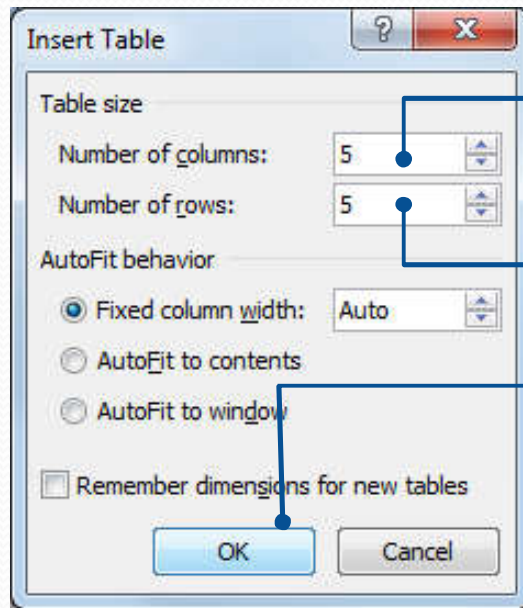 Insert Table
?
Table size
Number of columns: 5
Number of rows: 5
AutoFit behavior
Fixed column width: Auto
AutoFit to contents
AutoFit to window
Remember dimensions for new tables
OK Cancel